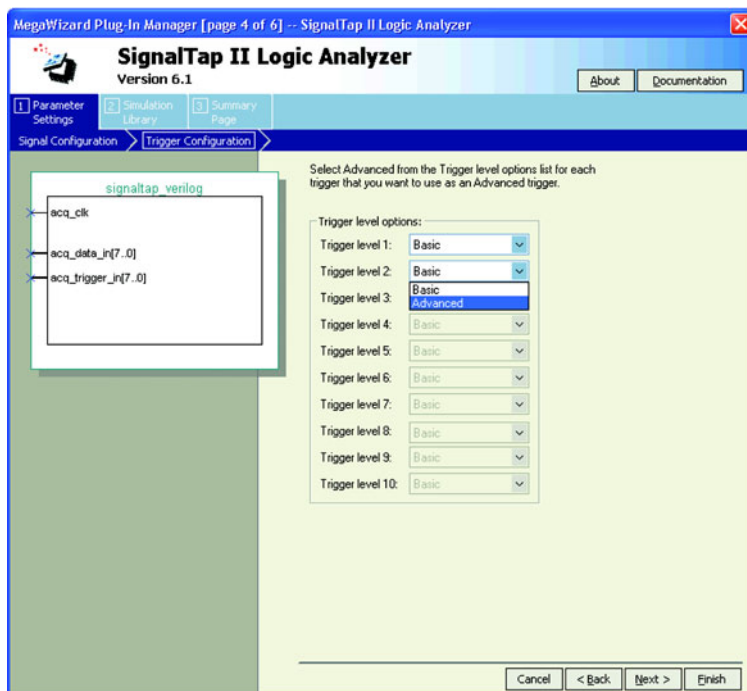 MegaWizard Plug-In Manager [page 4 of 6] -- SignalTap II Logic Analyzer
SignalTap II Logic Analyzer
Version 6.1
About
Documentation
1 Parameter Settings
2 Simulation Library
3 Summary Page
Signal Configuration
Trigger Configuration
signaltap_verilog
acq_clk
acq_data_in[7..0]
acq_trigger_in[7..0]
Select Advanced from the Trigger level options list for each
trigger that you want to use as an Advanced trigger.
Trigger level options:
Trigger level 1: Basic
Trigger level 2: Basic
Basic
Trigger level 3: Advanced
Trigger level 4: Basic
Trigger level 5: Basic
Trigger level 6: Basic
Trigger level 7: Basic
Trigger level 8: Basic
Trigger level 9: Basic
Trigger level 10: Basic
Cancel
< Back
Next >
Finish